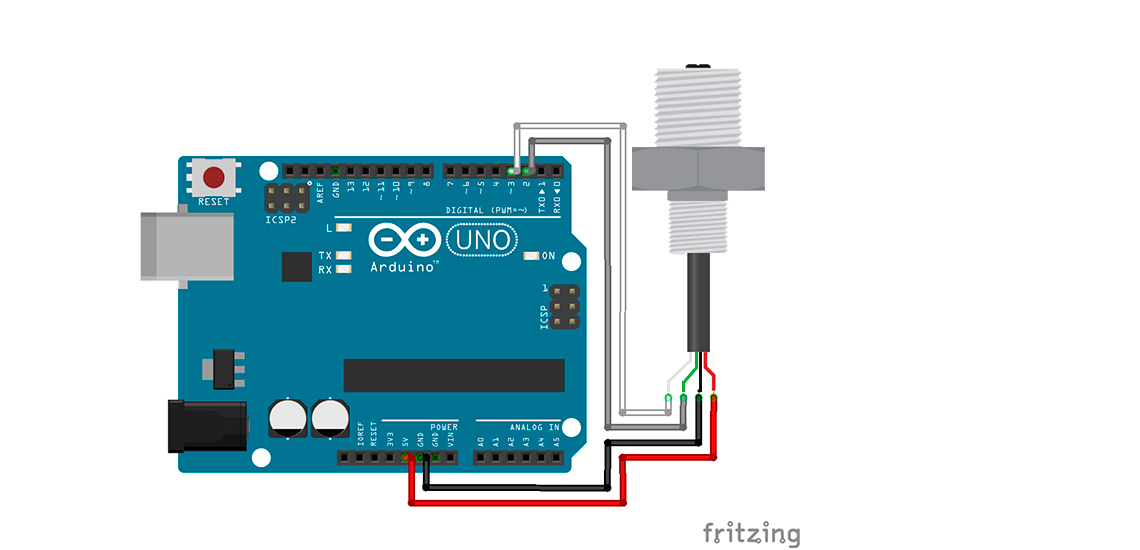 RESET
ICSP2
AREF
GND
13
12
~11
~10
~9
8
7
~6
~5
4
~3
2
TX0▶1
RX0◀0
DIGITAL (PWM=~)
L
TX
RX
Arduino™
UNO
ON
1
ICSP
IOREF
RESET
3V3
5V
GND
GND
VIN
POWER
ANALOG IN
A0
A1
A2
A3
A4
A5
fritzing